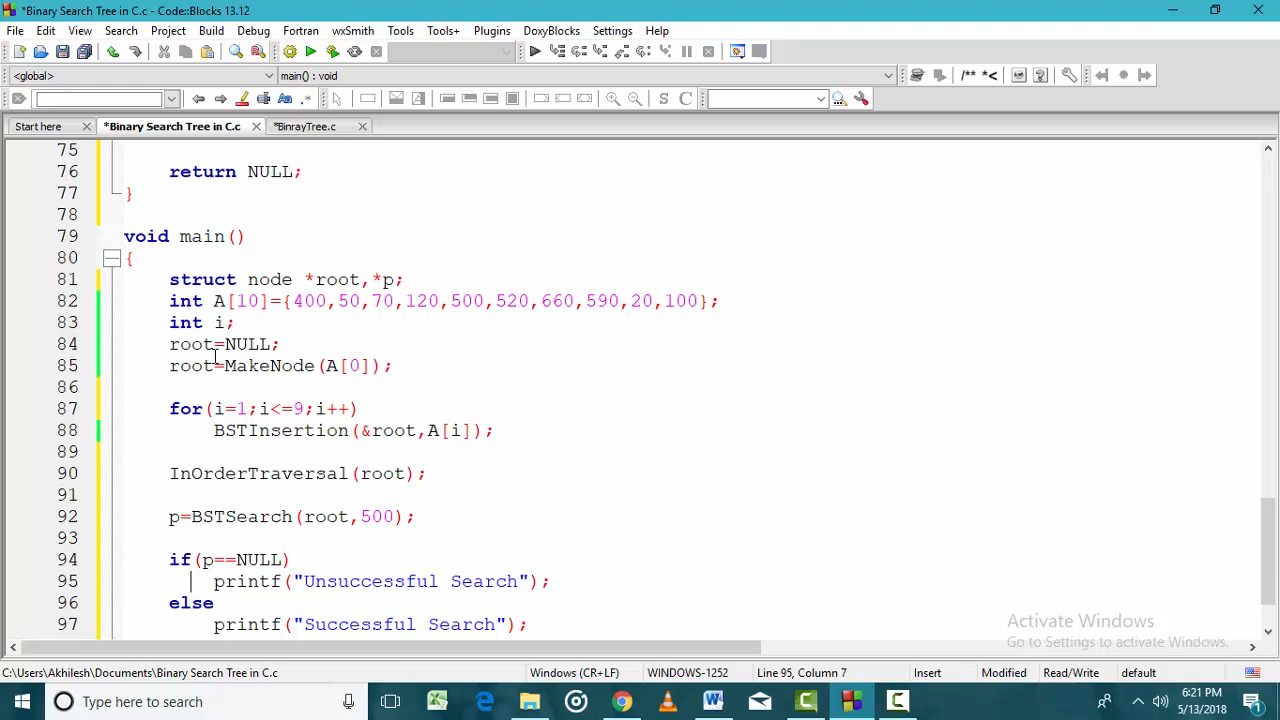 *Binary Search Tree in C.c - Code::Blocks 13.12
File Edit View Search Project Build Debug Fortran wxSmith Tools Tools+ Plugins DoxyBlocks Settings Help
<global> main() : void
/** *<
Aa .* S C
Start here *Binary Search Tree in C.c *BinrayTree.c
75
76 return NULL;
77 }
78
79 void main()
80 {
81 struct node *root,*p;
82 int A[10]={400,50,70,120,500,520,660,590,20,100};
83 int i;
84 root=NULL;
85 root=MakeNode(A[0]);
86
87 for(i=1;i<=9;i++)
88 BSTInsertion(&root,A[i]);
89
90 InOrderTraversal(root);
91
92 p=BSTSearch(root,500);
93
94 if(p==NULL)
95 printf("Unsuccessful Search");
96 else
97 printf("Successful Search");
Activate Windows
Go to Settings to activate Windows.
C:\Users\Akhilesh\Documents\Binary Search Tree in C.c Windows (CR+LF) WINDOWS-1252 Line 95, Column 7 Insert Modified Read/Write default
Type here to search
6:21 PM
5/13/2018